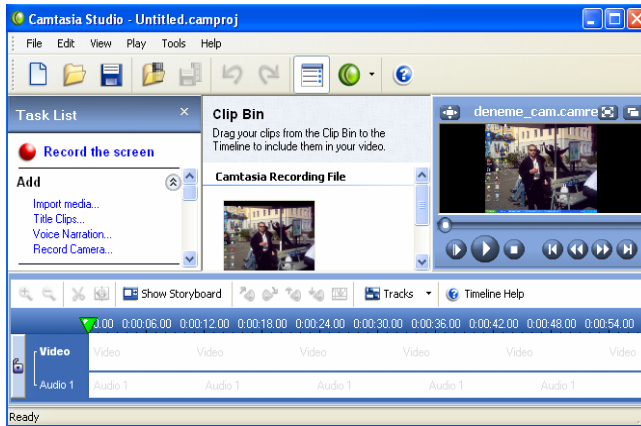 Camtasia Studio - Untitled.camproj
File Edit View Play Tools Help
Task List
Record the screen
Add
Import media...
Title Clips...
Voice Narration...
Record Camera...
Clip Bin
Drag your clips from the Clip Bin to the
Timeline to include them in your video.
Camtasia Recording File
deneme_cam.camre
Show Storyboard Tracks Timeline Help
0:00:06.00 0:00:12.00 0:00:18.00 0:00:24.00 0:00:30.00 0:00:36.00 0:00:42.00 0:00:48.00 0:00:54.00
Video Video Video Video Video Video Video
Audio 1 Audio 1 Audio 1 Audio 1 Audio 1 Audio 1
Ready